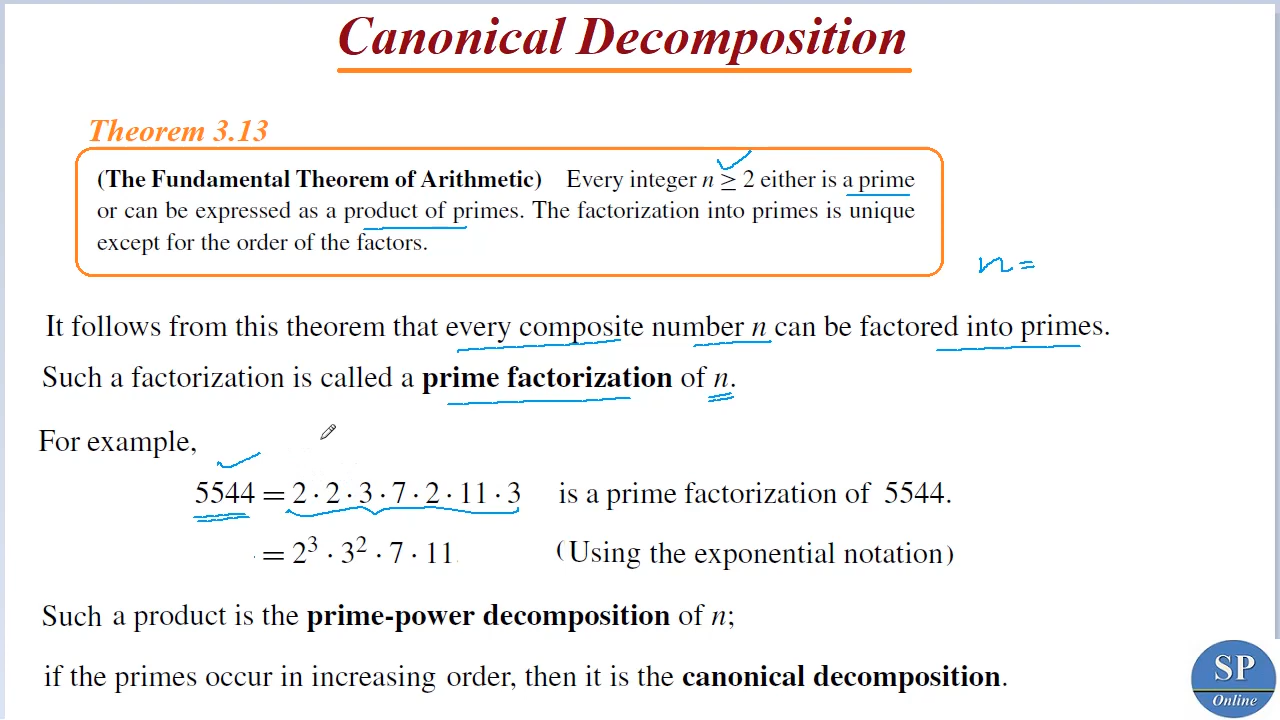 Canonical Decomposition
Theorem 3.13
(The Fundamental Theorem of Arithmetic) Every integer n ≥ 2 either is a prime
or can be expressed as a product of primes. The factorization into primes is unique
except for the order of the factors.
n =
It follows from this theorem that every composite number n can be factored into primes.
Such a factorization is called a prime factorization of n.
For example,
5544 = 2 · 2 · 3 · 7 · 2 · 11 · 3 is a prime factorization of 5544.
= 2³ · 3² · 7 · 11 (Using the exponential notation)
Such a product is the prime-power decomposition of n;
if the primes occur in increasing order, then it is the canonical decomposition.
SP
Online